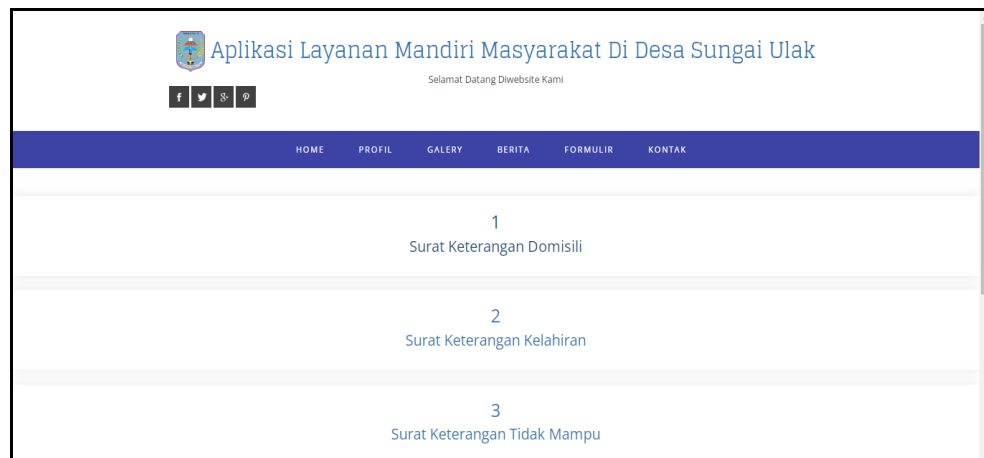 Aplikasi Layanan Mandiri Masyarakat Di Desa Sungai Ulak
Selamat Datang Diwebsite Kami
HOME PROFIL GALERY BERITA FORMULIR KONTAK
1
Surat Keterangan Domisili
2
Surat Keterangan Kelahiran
3
Surat Keterangan Tidak Mampu